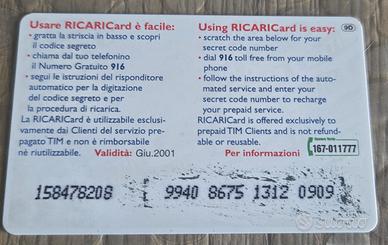 Usare RICARICard è facile:
• gratta la striscia in basso e scopri
il codice segreto
• chiama dal tuo telefonino
il Numero Gratuito 916
• segui le istruzioni del risponditore
automatico per la digitazione
del codice segreto e per
la procedura di ricarica.
La RICARICard è utilizzabile esclusi-
vamente dai Clienti del servizio pre-
pagato TIM e non è rimborsabile
né riutilizzabile. Validità: Giu.2001
Using RICARICard is easy:
• scratch the area below for your
secret code number
• dial 916 toll free from your mobile
phone
• follow the instructions of the auto-
mated service and enter your
secret code number to recharge
your prepaid service.
RICARICard is offered exclusively to
prepaid TIM Clients and is not refund-
able or reusable.
Per informazioni 167-011777
9D
158478208 9940 8675 1312 0909